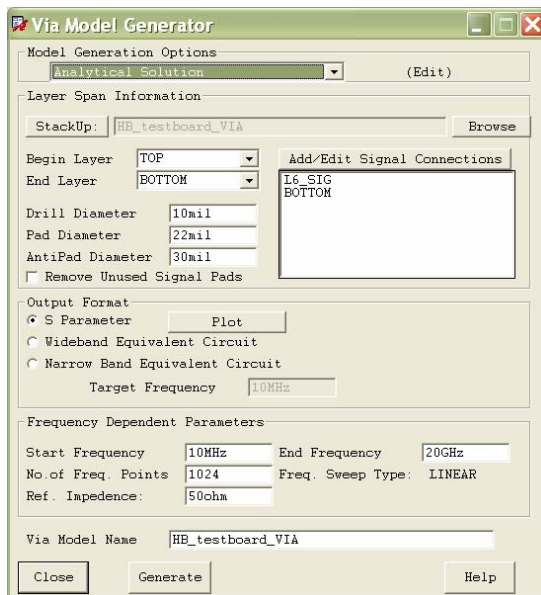 Via Model Generator
Model Generation Options
Analytical Solution (Edit)
Layer Span Information
StackUp: HB_testboard_VIA Browse
Begin Layer TOP Add/Edit Signal Connections
End Layer BOTTOM L6_SIG
BOTTOM
Drill Diameter 10mil
Pad Diameter 22mil
AntiPad Diameter 30mil
Remove Unused Signal Pads
Output Format
S Parameter Plot
Wideband Equivalent Circuit
Narrow Band Equivalent Circuit
Target Frequency 10MHz
Frequency Dependent Parameters
Start Frequency 10MHz End Frequency 20GHz
No.of Freq. Points 1024 Freq. Sweep Type: LINEAR
Ref. Impedence: 50ohm
Via Model Name HB_testboard_VIA
Close Generate Help